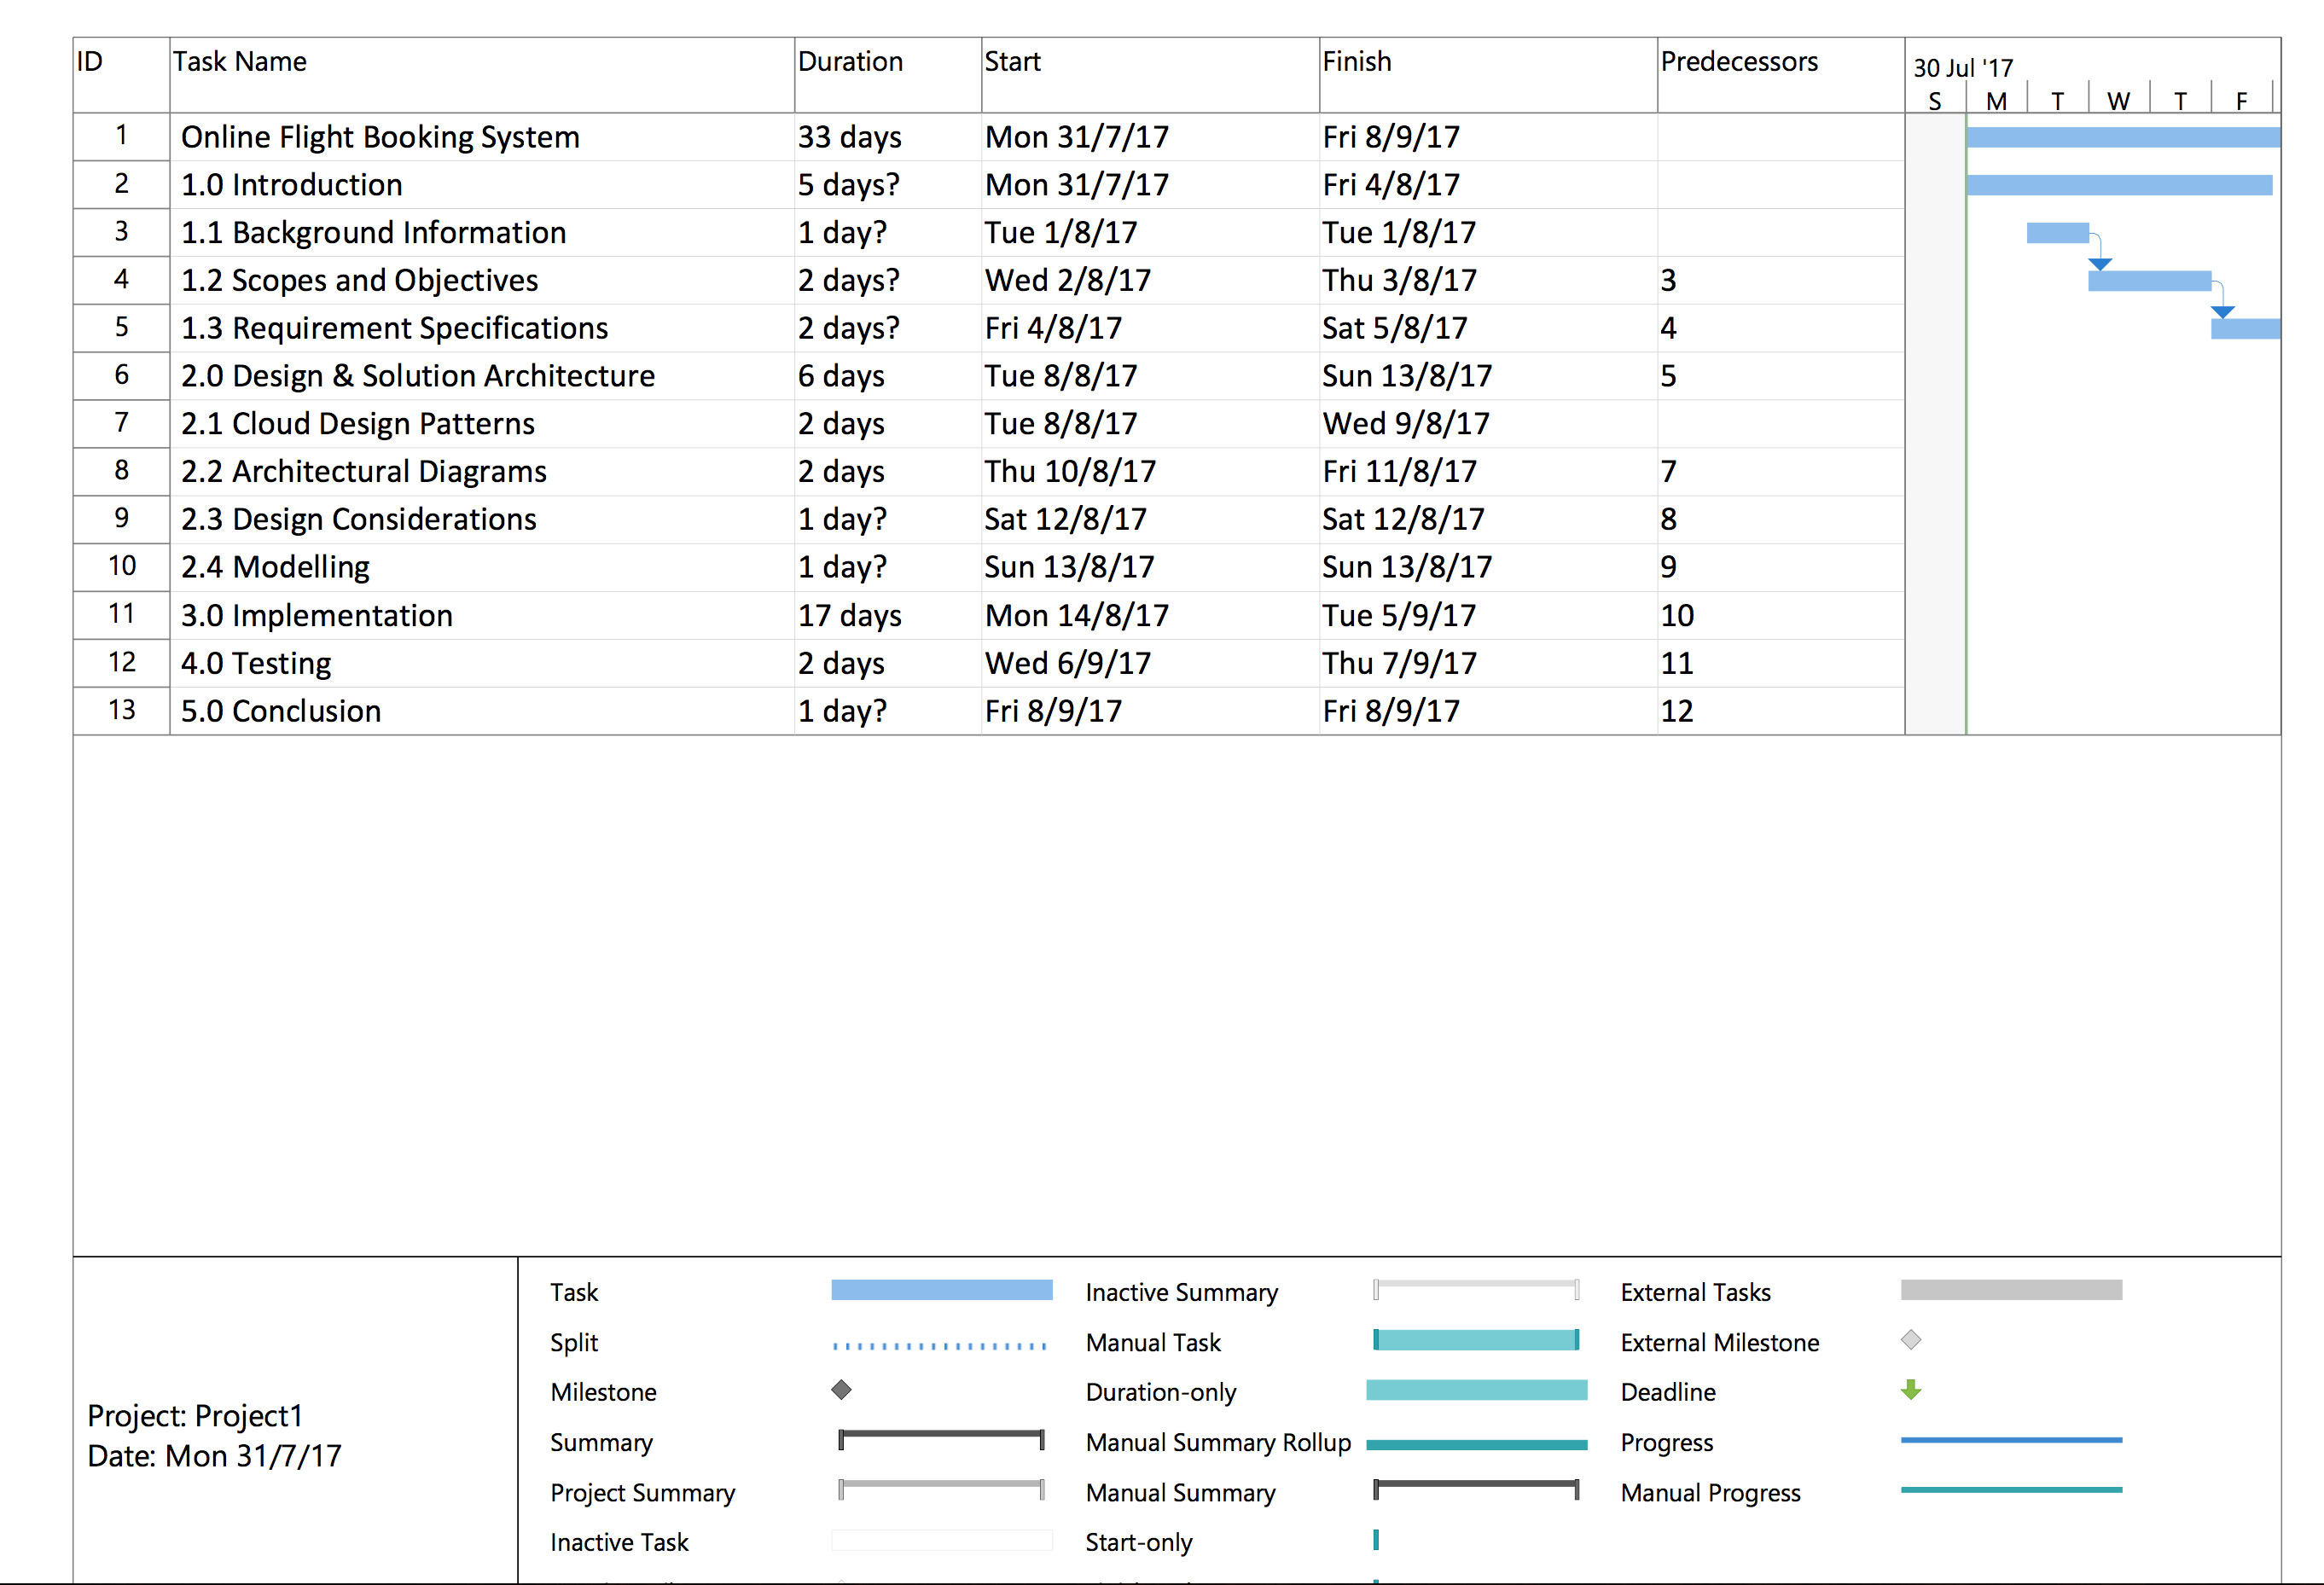 ID Task Name Duration Start Finish Predecessors 30 Jul '17
S M T W T F
1 Online Flight Booking System 33 days Mon 31/7/17 Fri 8/9/17
2 1.0 Introduction 5 days? Mon 31/7/17 Fri 4/8/17
3 1.1 Background Information 1 day? Tue 1/8/17 Tue 1/8/17
4 1.2 Scopes and Objectives 2 days? Wed 2/8/17 Thu 3/8/17 3
5 1.3 Requirement Specifications 2 days? Fri 4/8/17 Sat 5/8/17 4
6 2.0 Design & Solution Architecture 6 days Tue 8/8/17 Sun 13/8/17 5
7 2.1 Cloud Design Patterns 2 days Tue 8/8/17 Wed 9/8/17
8 2.2 Architectural Diagrams 2 days Thu 10/8/17 Fri 11/8/17 7
9 2.3 Design Considerations 1 day? Sat 12/8/17 Sat 12/8/17 8
10 2.4 Modelling 1 day? Sun 13/8/17 Sun 13/8/17 9
11 3.0 Implementation 17 days Mon 14/8/17 Tue 5/9/17 10
12 4.0 Testing 2 days Wed 6/9/17 Thu 7/9/17 11
13 5.0 Conclusion 1 day? Fri 8/9/17 Fri 8/9/17 12
Project: Project1
Date: Mon 31/7/17
Task Inactive Summary External Tasks
Split Manual Task External Milestone
Milestone Duration-only Deadline
Summary Manual Summary Rollup Progress
Project Summary Manual Summary Manual Progress
Inactive Task Start-only